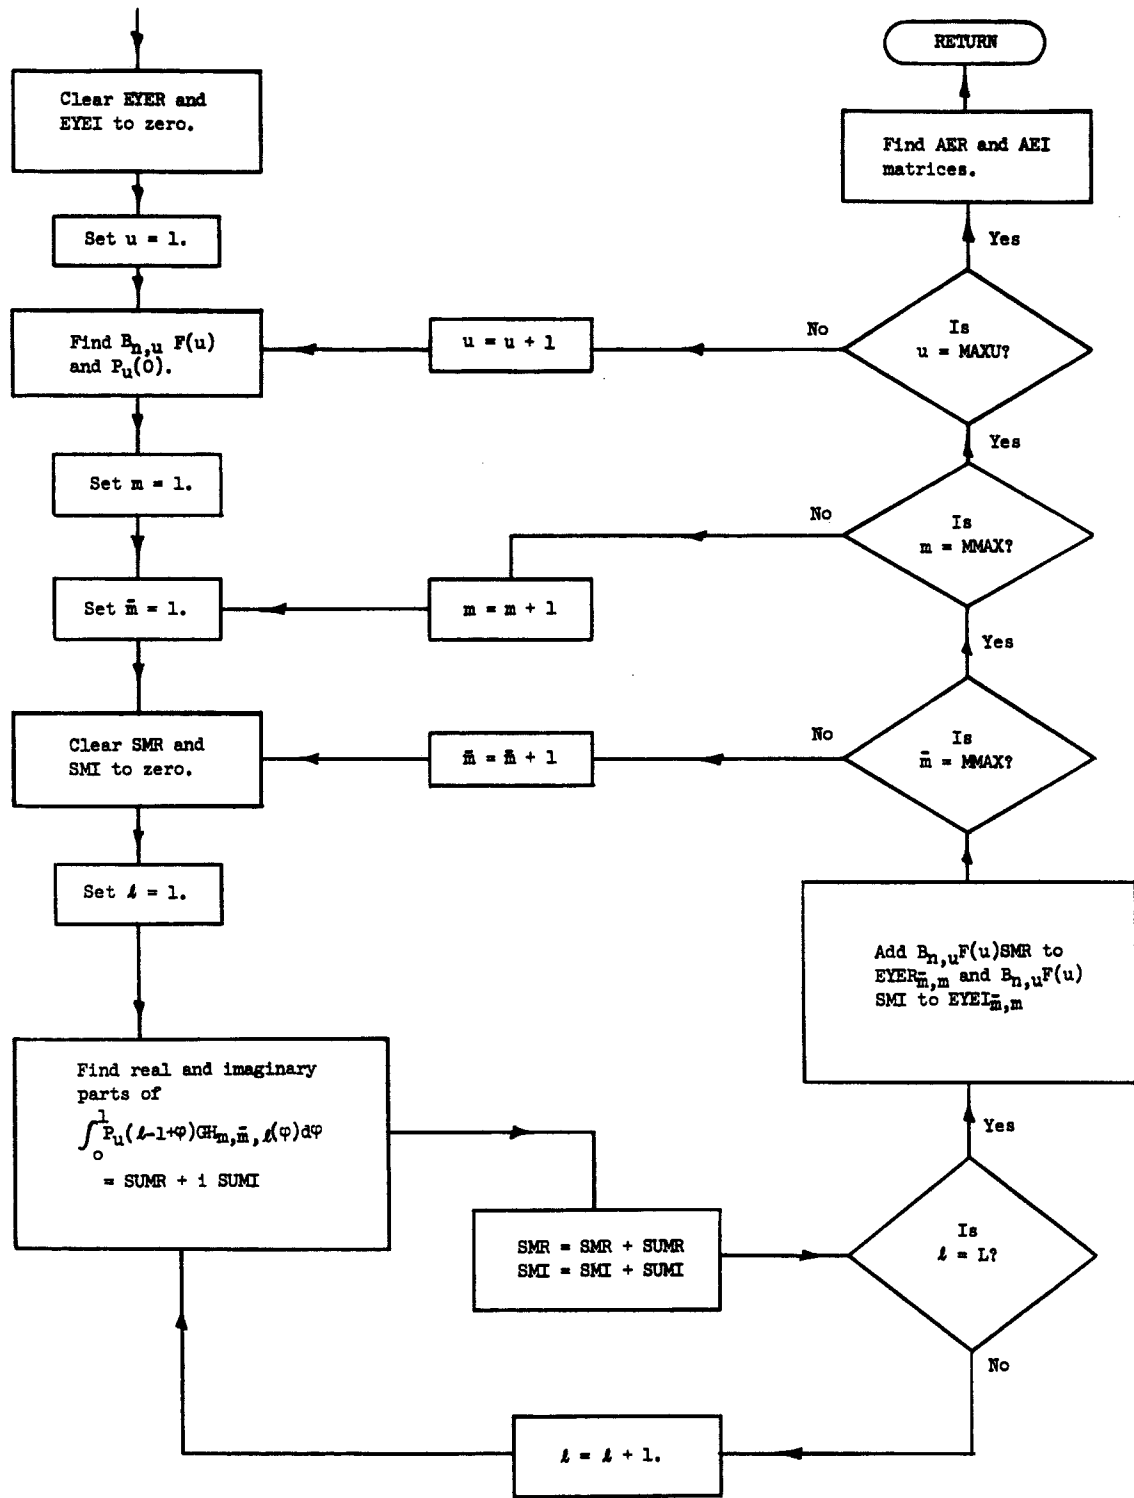 Clear EYER and
EYEI to zero.
Set u = 1.
Find Bn,u F(u)
and Pu(0).
Set m = 1.
Set m̄ = 1.
Clear SMR and
SMI to zero.
Set ℓ = 1.
Find real and imaginary
parts of
∫₀¹ Pu(ℓ-1+φ)GHm,m̄,ℓ(φ)dφ
= SUMR + i SUMI
SMR = SMR + SUMR
SMI = SMI + SUMI
Is
ℓ = L?
No
ℓ = ℓ + 1.
Yes
Add Bn,uF(u)SMR to
EYERm̄,m and Bn,uF(u)
SMI to EYEIm̄,m
Is
m̄ = MMAX?
No
m̄ = m̄ + 1
Yes
Is
m = MMAX?
No
m = m + 1
Yes
Is
u = MAXU?
No
u = u + 1
Yes
Find AER and AEI
matrices.
RETURN